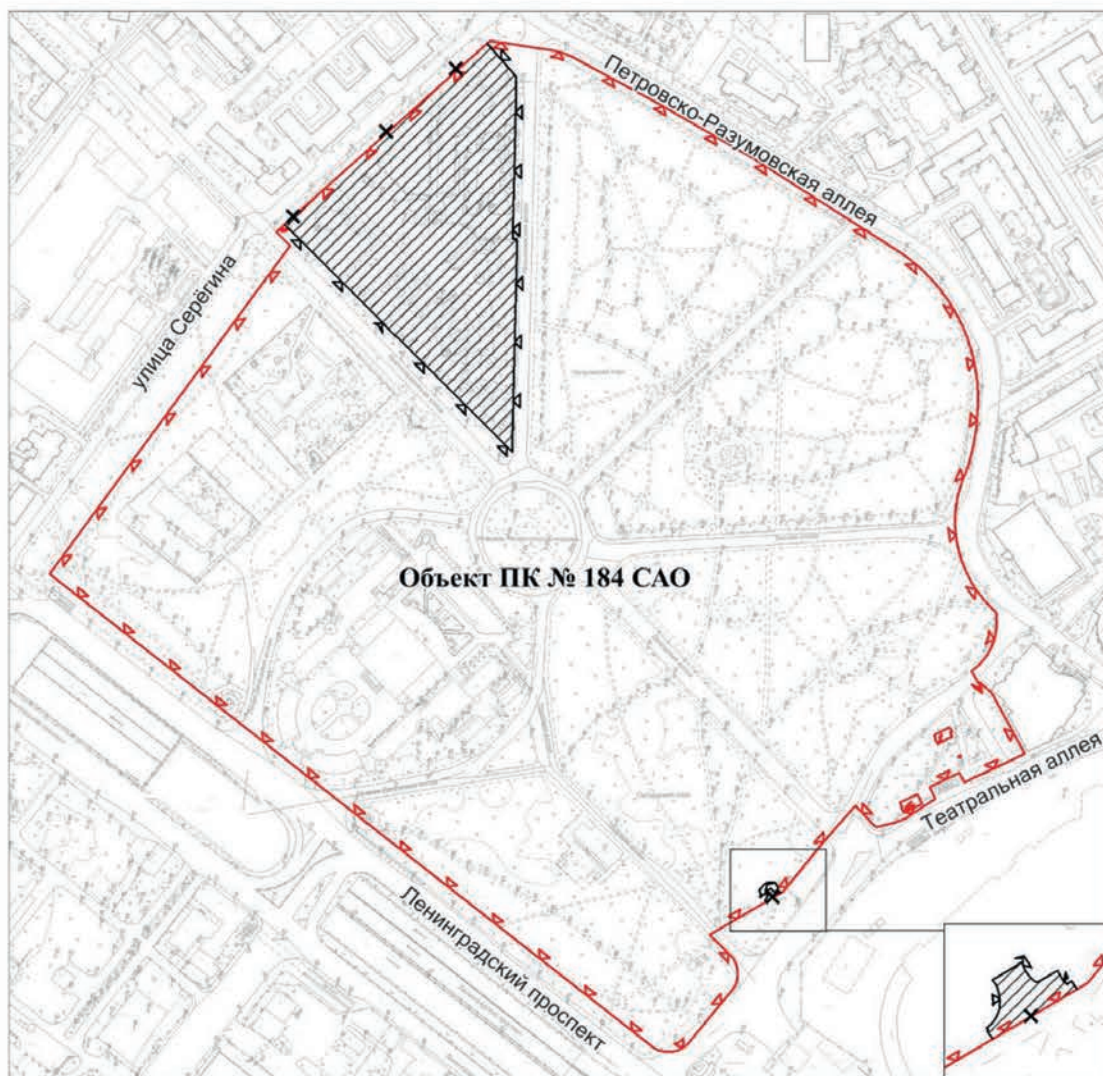 Петровско-Разумовская аллея
улица Серёгина
Объект ПК № 184 САО
Театральная аллея
Ленинградский проспект